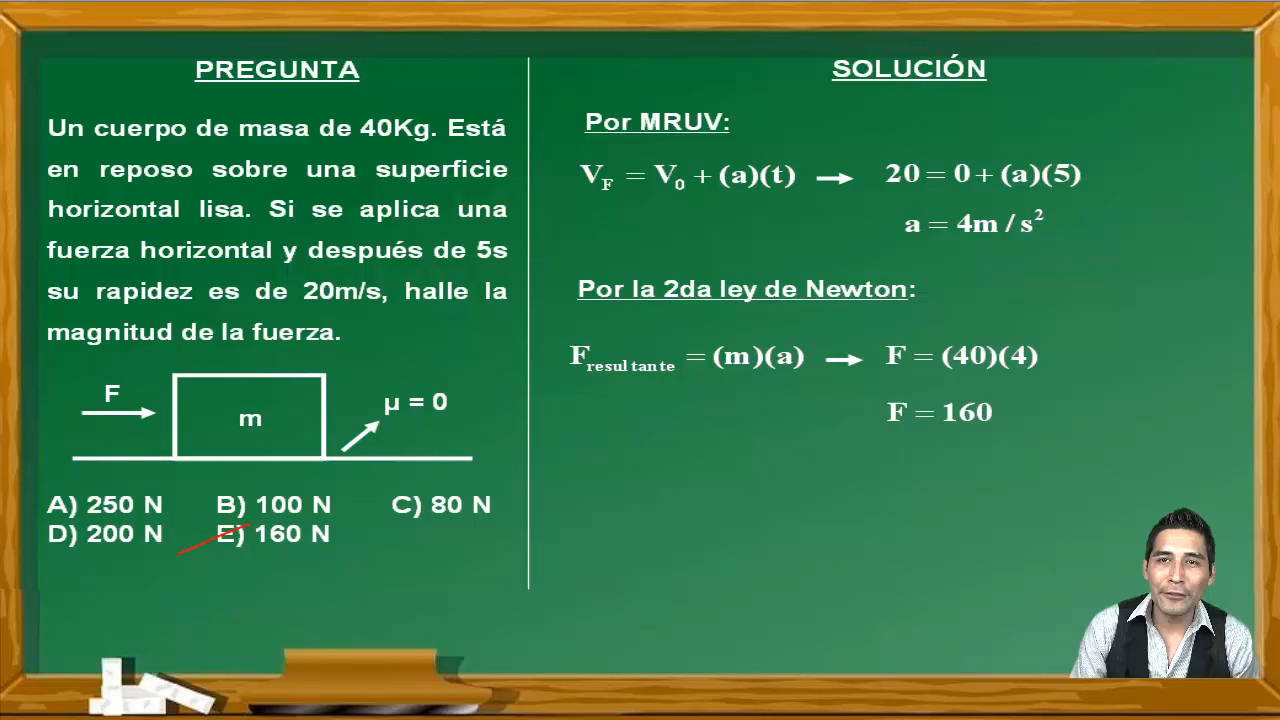 PREGUNTA
Un cuerpo de masa de 40Kg. Está
en reposo sobre una superficie
horizontal lisa. Si se aplica una
fuerza horizontal y después de 5s
su rapidez es de 20m/s, halle la
magnitud de la fuerza.
F
m
μ = 0
A) 250 N B) 100 N C) 80 N
D) 200 N E) 160 N
SOLUCIÓN
Por MRUV:
V_F = V_0 + (a)(t) → 20 = 0 + (a)(5)
a = 4m / s²
Por la 2da ley de Newton:
F_resultante = (m)(a) → F = (40)(4)
F = 160